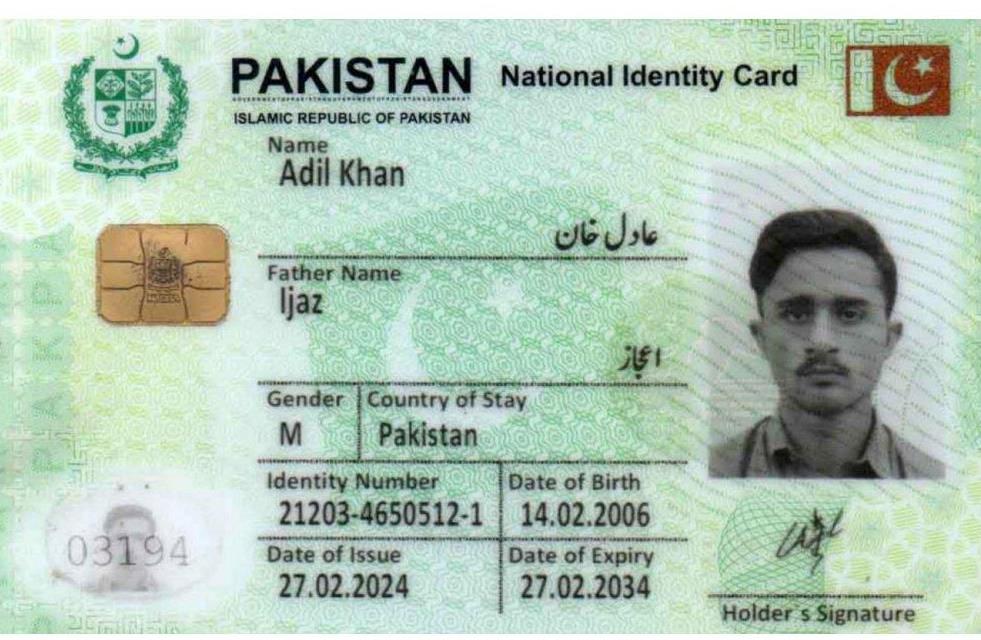 PAKISTAN National Identity Card
ISLAMIC REPUBLIC OF PAKISTAN
Name
Adil Khan
عادل خان
Father Name
Ijaz
اعجاز
Gender Country of Stay
M Pakistan
Identity Number Date of Birth
21203-4650512-1 14.02.2006
Date of Issue Date of Expiry
27.02.2024 27.02.2034
03194
Holder's Signature